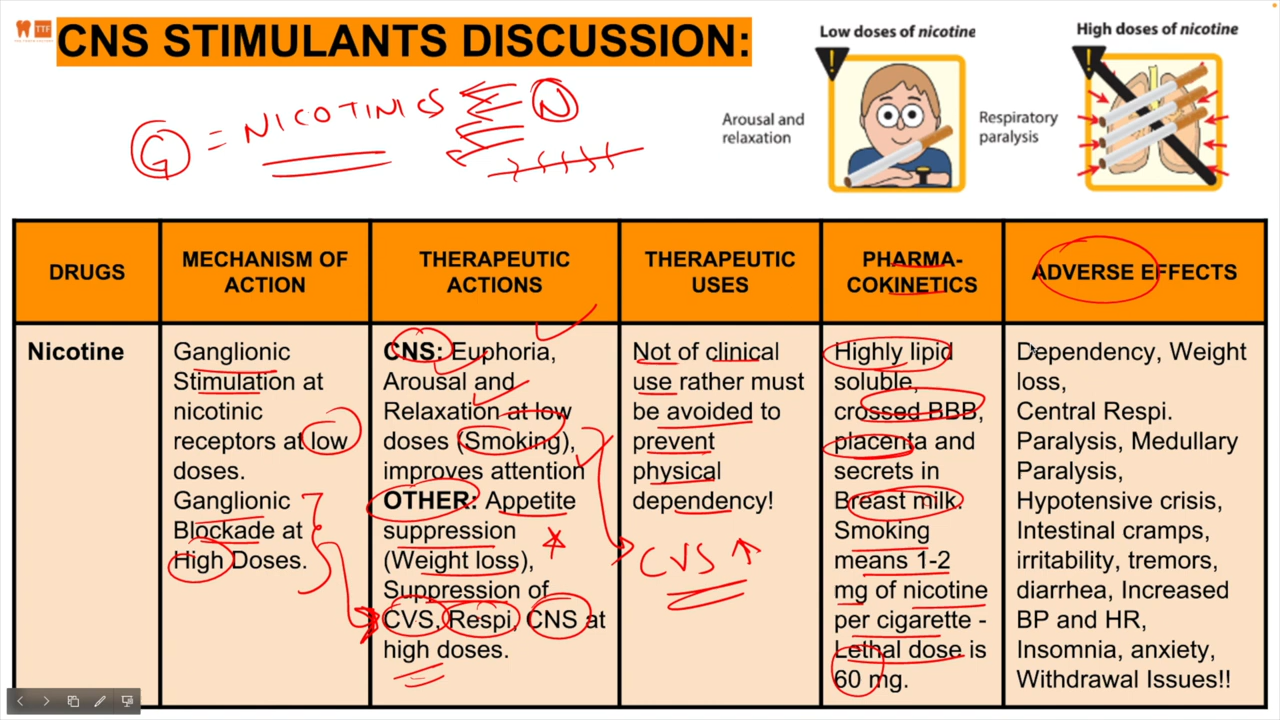 TTF
CNS STIMULANTS DISCUSSION:
G = NICOTINICS N
Low doses of nicotine
Arousal and
relaxation
High doses of nicotine
Respiratory
paralysis
DRUGS
MECHANISM OF
ACTION
THERAPEUTIC
ACTIONS
THERAPEUTIC
USES
PHARMA-
COKINETICS
ADVERSE EFFECTS
Nicotine
Ganglionic
Stimulation at
nicotinic
receptors at low
doses.
Ganglionic
Blockade at
High Doses.
CNS: Euphoria,
Arousal and
Relaxation at low
doses (Smoking),
improves attention
OTHER: Appetite
suppression
(Weight loss),
Suppression of
CVS, Respi, CNS at
high doses.
Not of clinical
use rather must
be avoided to
prevent
physical
dependency!
CVS ↑
Highly lipid
soluble,
crossed BBB,
placenta and
secrets in
Breast milk.
Smoking
means 1-2
mg of nicotine
per cigarette -
Lethal dose is
60 mg.
Dependency, Weight
loss,
Central Respi.
Paralysis, Medullary
Paralysis,
Hypotensive crisis,
Intestinal cramps,
irritability, tremors,
diarrhea, Increased
BP and HR,
Insomnia, anxiety,
Withdrawal Issues!!